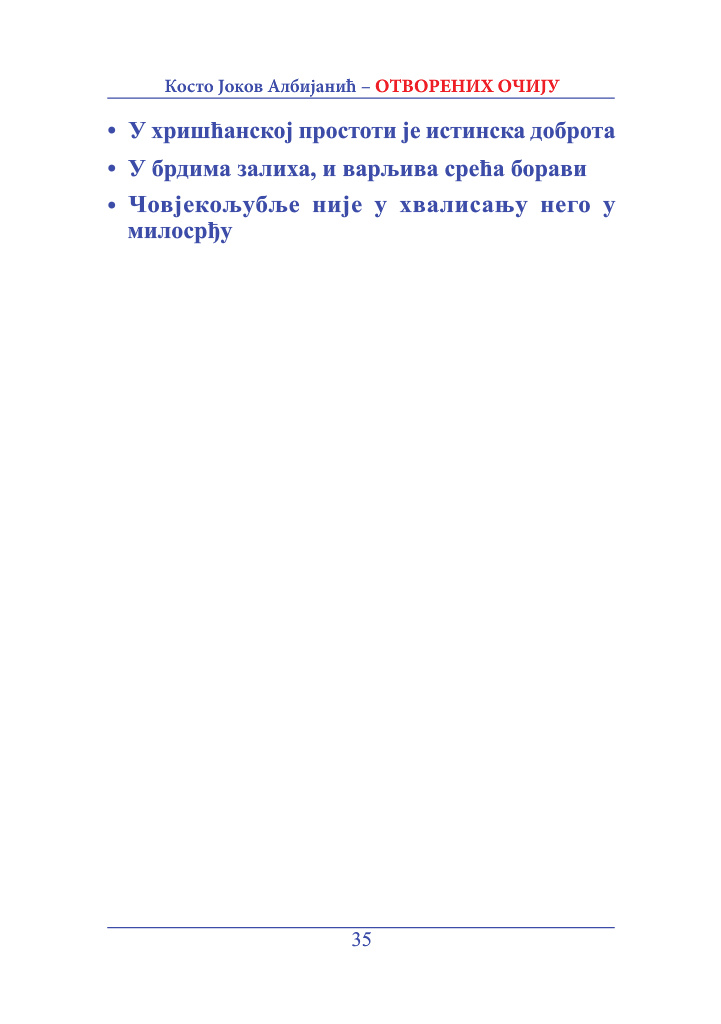 Косто Јоков Албијанић – ОТВОРЕНИХ ОЧИЈУ
• У хришћанској простоти је истинска доброта
• У брдима залиха, и варљива срећа борави
• Човјекољубље није у хвалисању него у
милосрђу
35